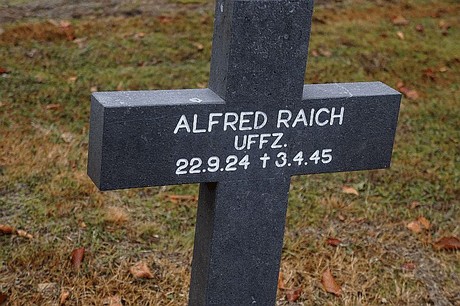 ALFRED RAICH
UFFZ.
22.9.24 † 3.4.45